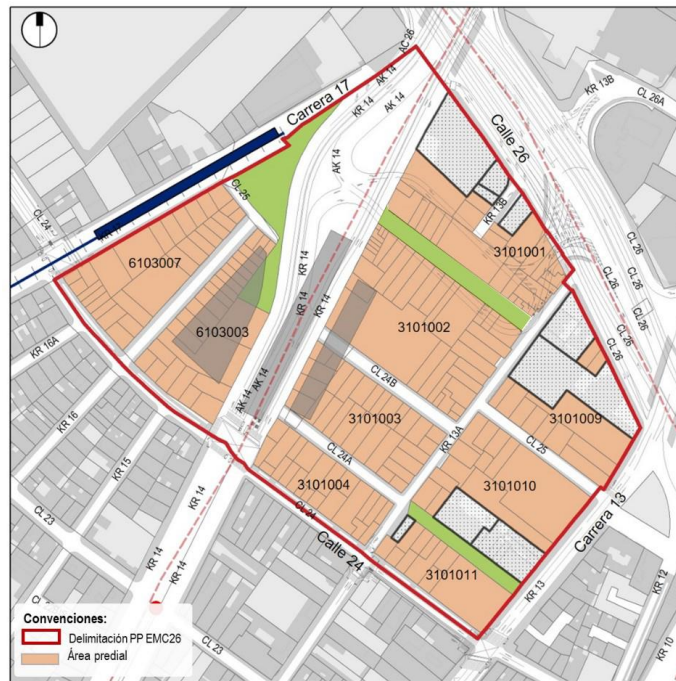 AC 26
AK 14
KR 14
AK 14
Carrera 17
Calle 26
KR 13B
CL 26A
AK 14
CL 25
CL 24
KR 13B
3101001
6103007
KR 14
CL 26
CL 26
CL 26
CL 26
KR 14
KR 14
6103003
3101002
CL 26
KR 16A
CL 24B
AK 14
AK 14
3101003
KR 13A
3101009
CL 25
KR 16
CL 24A
KR 15
3101004
3101010
KR 14
CL 24
Carrera 13
CL 23
Calle 24
3101011
KR 14
KR 14
KR 13
KR 12
CL 23
KR 10
Convenciones:
Delimitación PP EMC26
Área predial